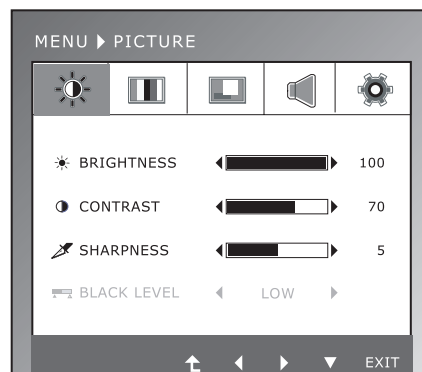 MENU ▶ PICTURE
BRIGHTNESS 100
CONTRAST 70
SHARPNESS 5
BLACK LEVEL LOW
EXIT